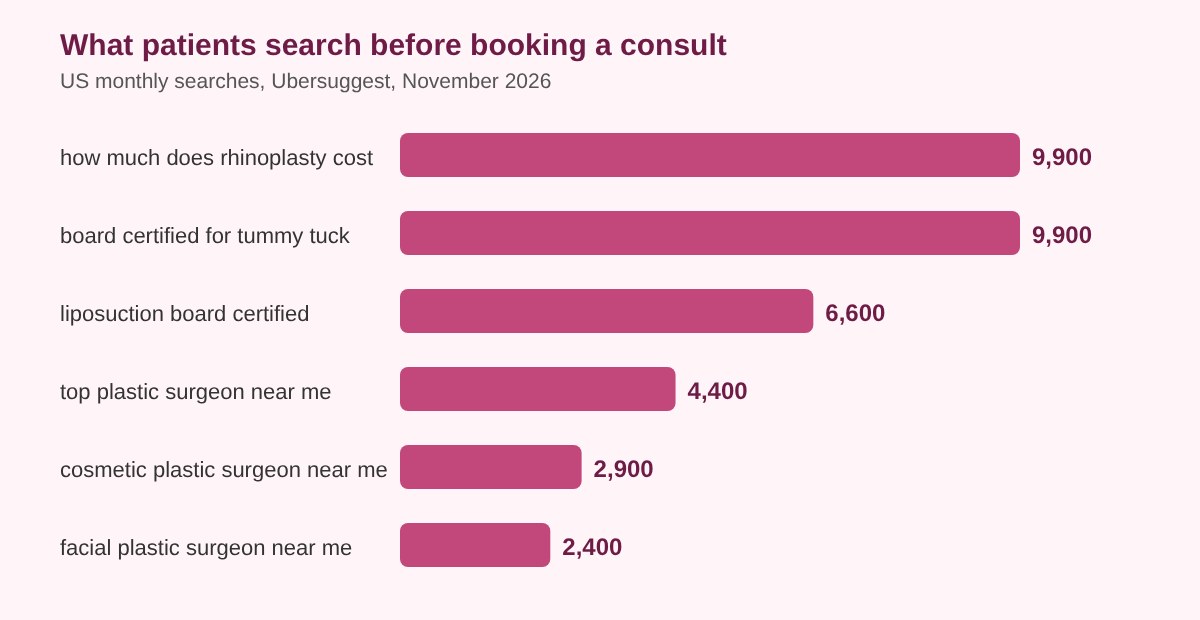 What patients search before booking a consult
US monthly searches, Ubersuggest, November 2026
how much does rhinoplasty cost 9,900
board certified for tummy tuck 9,900
liposuction board certified 6,600
top plastic surgeon near me 4,400
cosmetic plastic surgeon near me 2,900
facial plastic surgeon near me 2,400